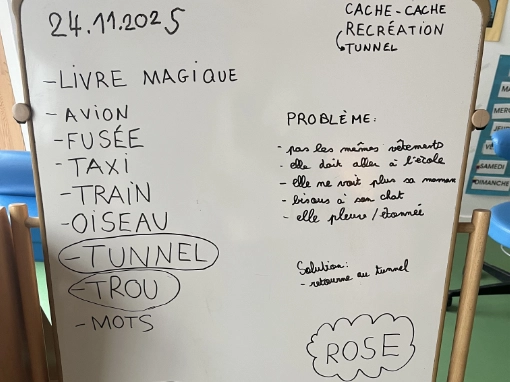 24.11.2025
- LIVRE MAGIQUE
- AVION
- FUSÉE
- TAXI
- TRAIN
- OISEAU
- TUNNEL
- TROU
- MOTS
CACHE-CACHE
RECRÉATION
TUNNEL
PROBLÈME:
- pas les mêmes vêtements
- elle doit aller à l'école
- elle ne voit plus sa maman
- bisous à son chat
- elle pleure/étonnée
Solution:
- retourne au tunnel
ROSE
SAMEDI
DIMANCHE